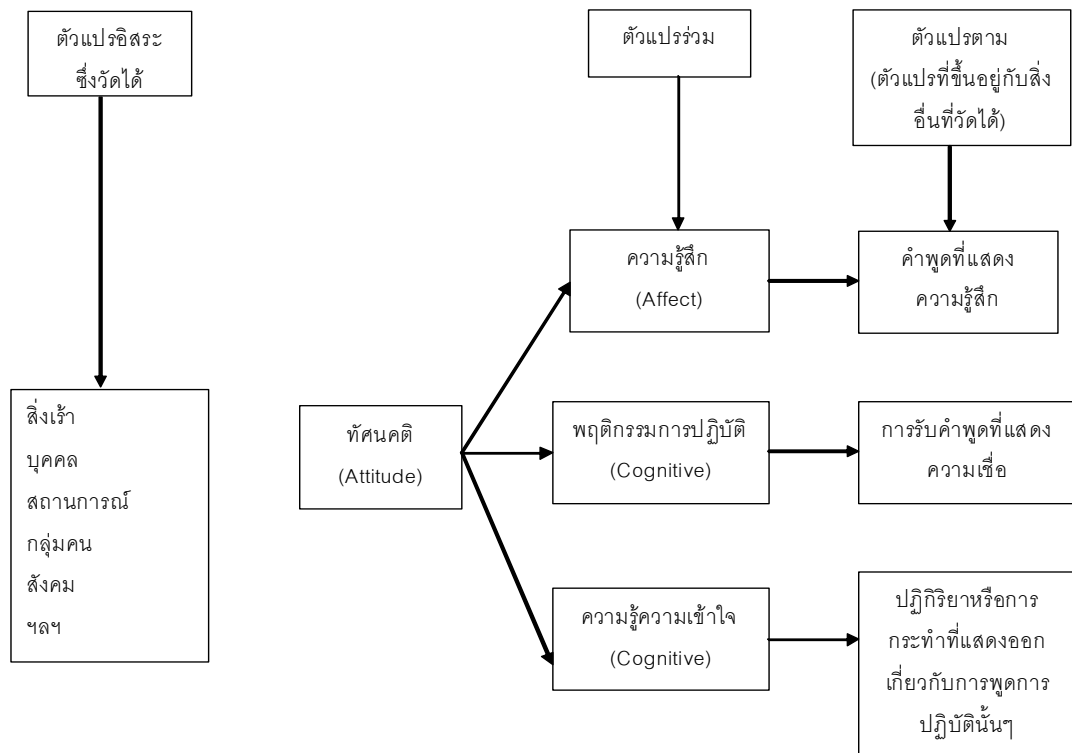 ตัวแปรอิสระ
ซึ่งวัดได้
ตัวแปรร่วม
ตัวแปรตาม
(ตัวแปรที่ขึ้นอยู่กับสิ่ง
อื่นที่วัดได้)
ความรู้สึก
(Affect)
คำพูดที่แสดง
ความรู้สึก
สิ่งเร้า
บุคคล
สถานการณ์
กลุ่มคน
สังคม
ฯลฯ
ทัศนคติ
(Attitude)
พฤติกรรมการปฏิบัติ
(Cognitive)
การรับคำพูดที่แสดง
ความเชื่อ
ความรู้ความเข้าใจ
(Cognitive)
ปฏิกิริยาหรือการ
กระทำที่แสดงออก
เกี่ยวกับการพูดการ
ปฏิบัตินั้นๆ